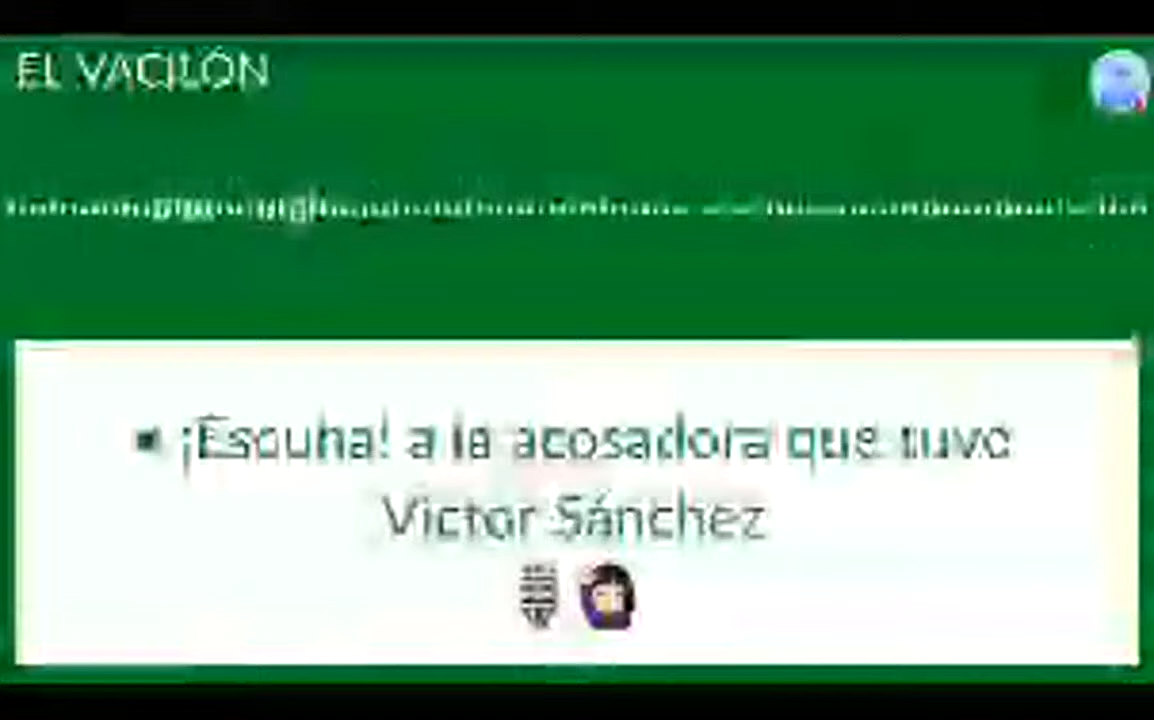 EL VACILÓN
▪ ¡Escuha! a la acosadora que tuvo
Victor Sánchez